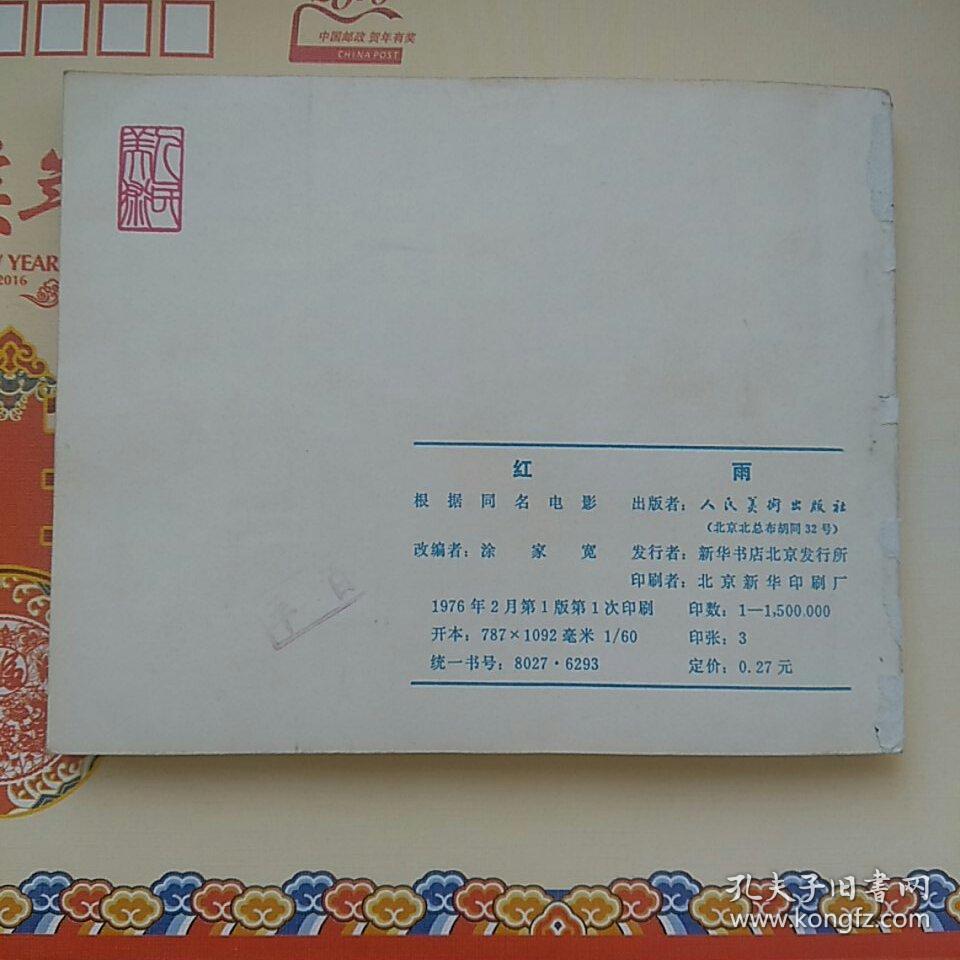 中国邮政 贺年有奖
CHINA POST
YEAR
2016
人民美术
红 雨
根据同名电影 出版者：人民美术出版社
（北京北总布胡同32号）
改编者：涂家宽 发行者：新华书店北京发行所
印刷者：北京新华印刷厂
1976年2月第1版第1次印刷 印数：1—1,500.000
开本：787×1092毫米 1/60 印张：3
统一书号：8027·6293 定价：0.27元
孔夫子旧書网
www.kongfz.com